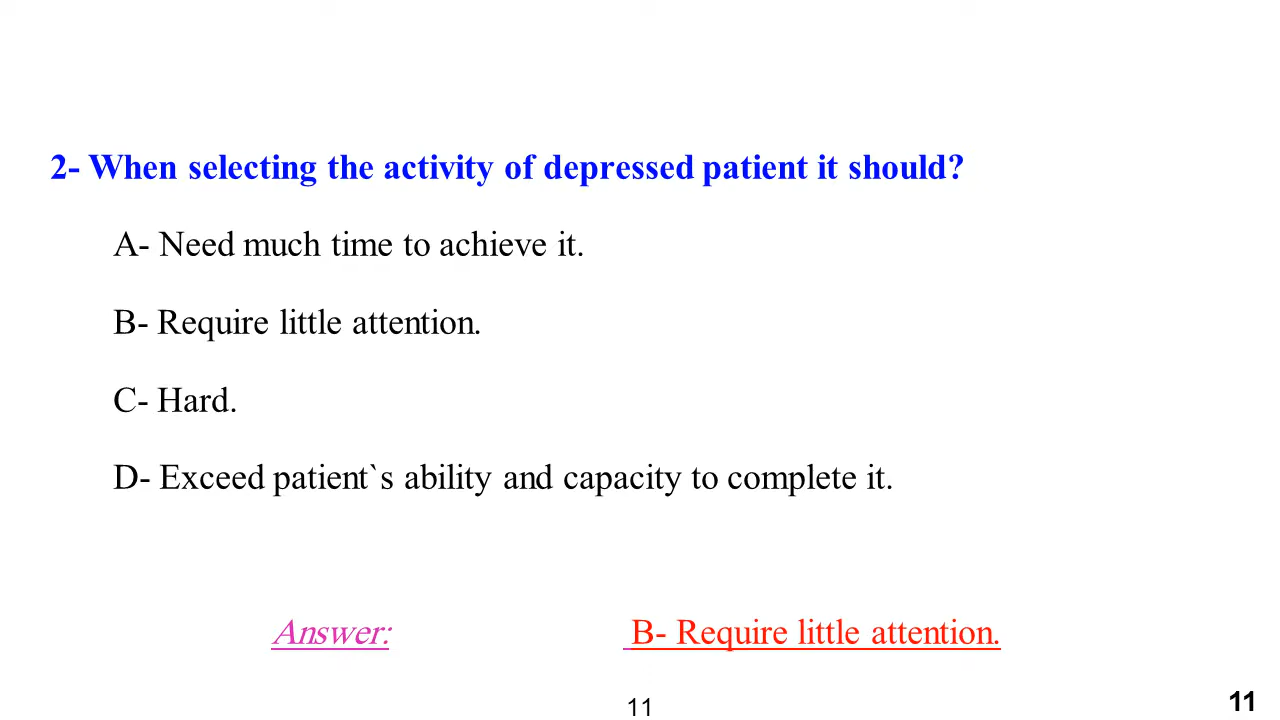 2- When selecting the activity of depressed patient it should?
A- Need much time to achieve it.
B- Require little attention.
C- Hard.
D- Exceed patient`s ability and capacity to complete it.
Answer: B- Require little attention.
11
11